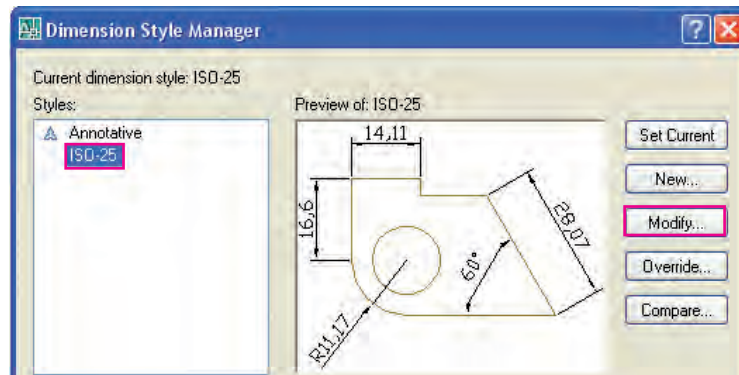 Dimension Style Manager
Current dimension style: ISO-25
Styles:
Preview of: ISO-25
Annotative
ISO-25
14,11
16,6
28,07
60°
R11,17
Set Current
New...
Modify...
Override...
Compare...